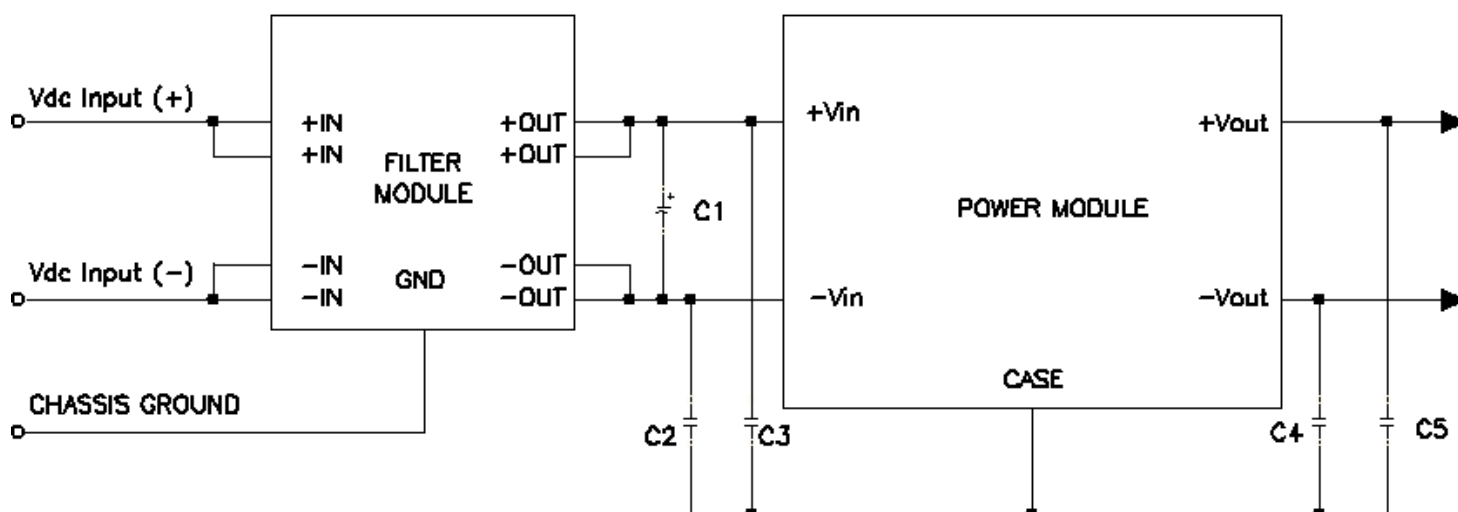 Vdc Input (+)
+IN
+OUT
+IN
+OUT
FILTER
MODULE
C1
+Vin
+Vout
POWER MODULE
Vdc Input (-)
-IN
-OUT
GND
-IN
-OUT
-Vin
-Vout
CASE
CHASSIS GROUND
C2
C3
C4
C5
+